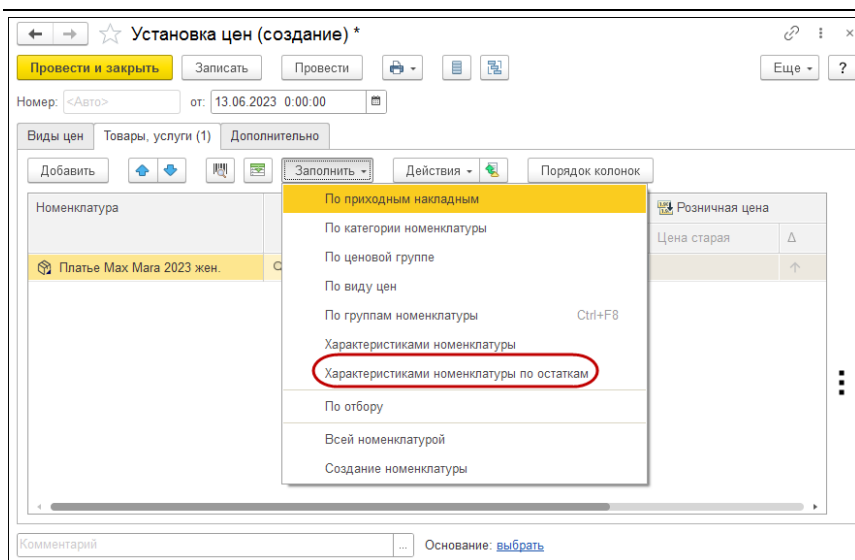 Установка цен (создание) *
Провести и закрыть Записать Провести Еще ?
Номер: <Авто> от: 13.06.2023 0:00:00
Виды цен Товары, услуги (1) Дополнительно
Добавить Заполнить Действия Порядок колонок
Номенклатура Розничная цена
Цена старая Δ
Платье Max Mara 2023 жен.
По приходным накладным
По категории номенклатуры
По ценовой группе
По виду цен
По группам номенклатуры Ctrl+F8
Характеристиками номенклатуры
Характеристиками номенклатуры по остаткам
По отбору
Всей номенклатурой
Создание номенклатуры
Комментарий ... Основание: выбрать